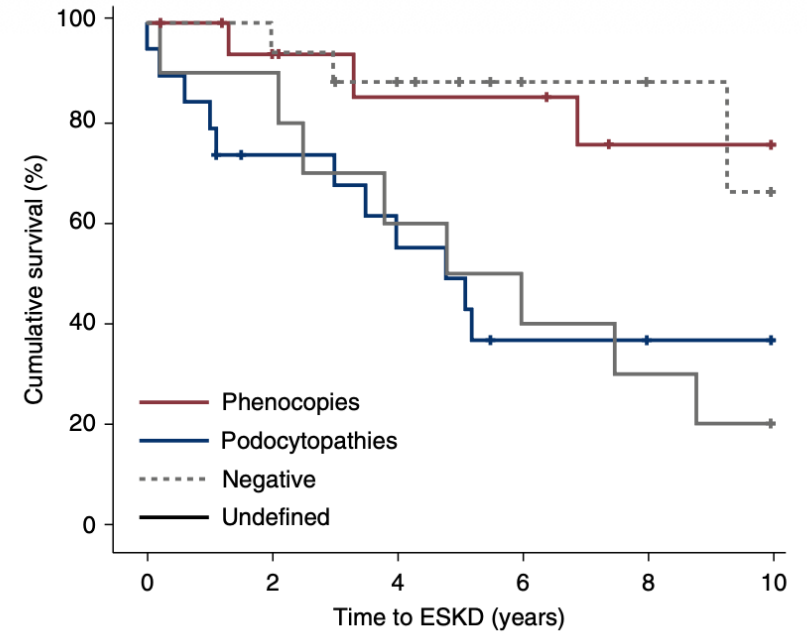 Cumulative survival (%)
100
80
60
40
20
0
Phenocopies
Podocytopathies
Negative
Undefined
0 2 4 6 8 10
Time to ESKD (years)